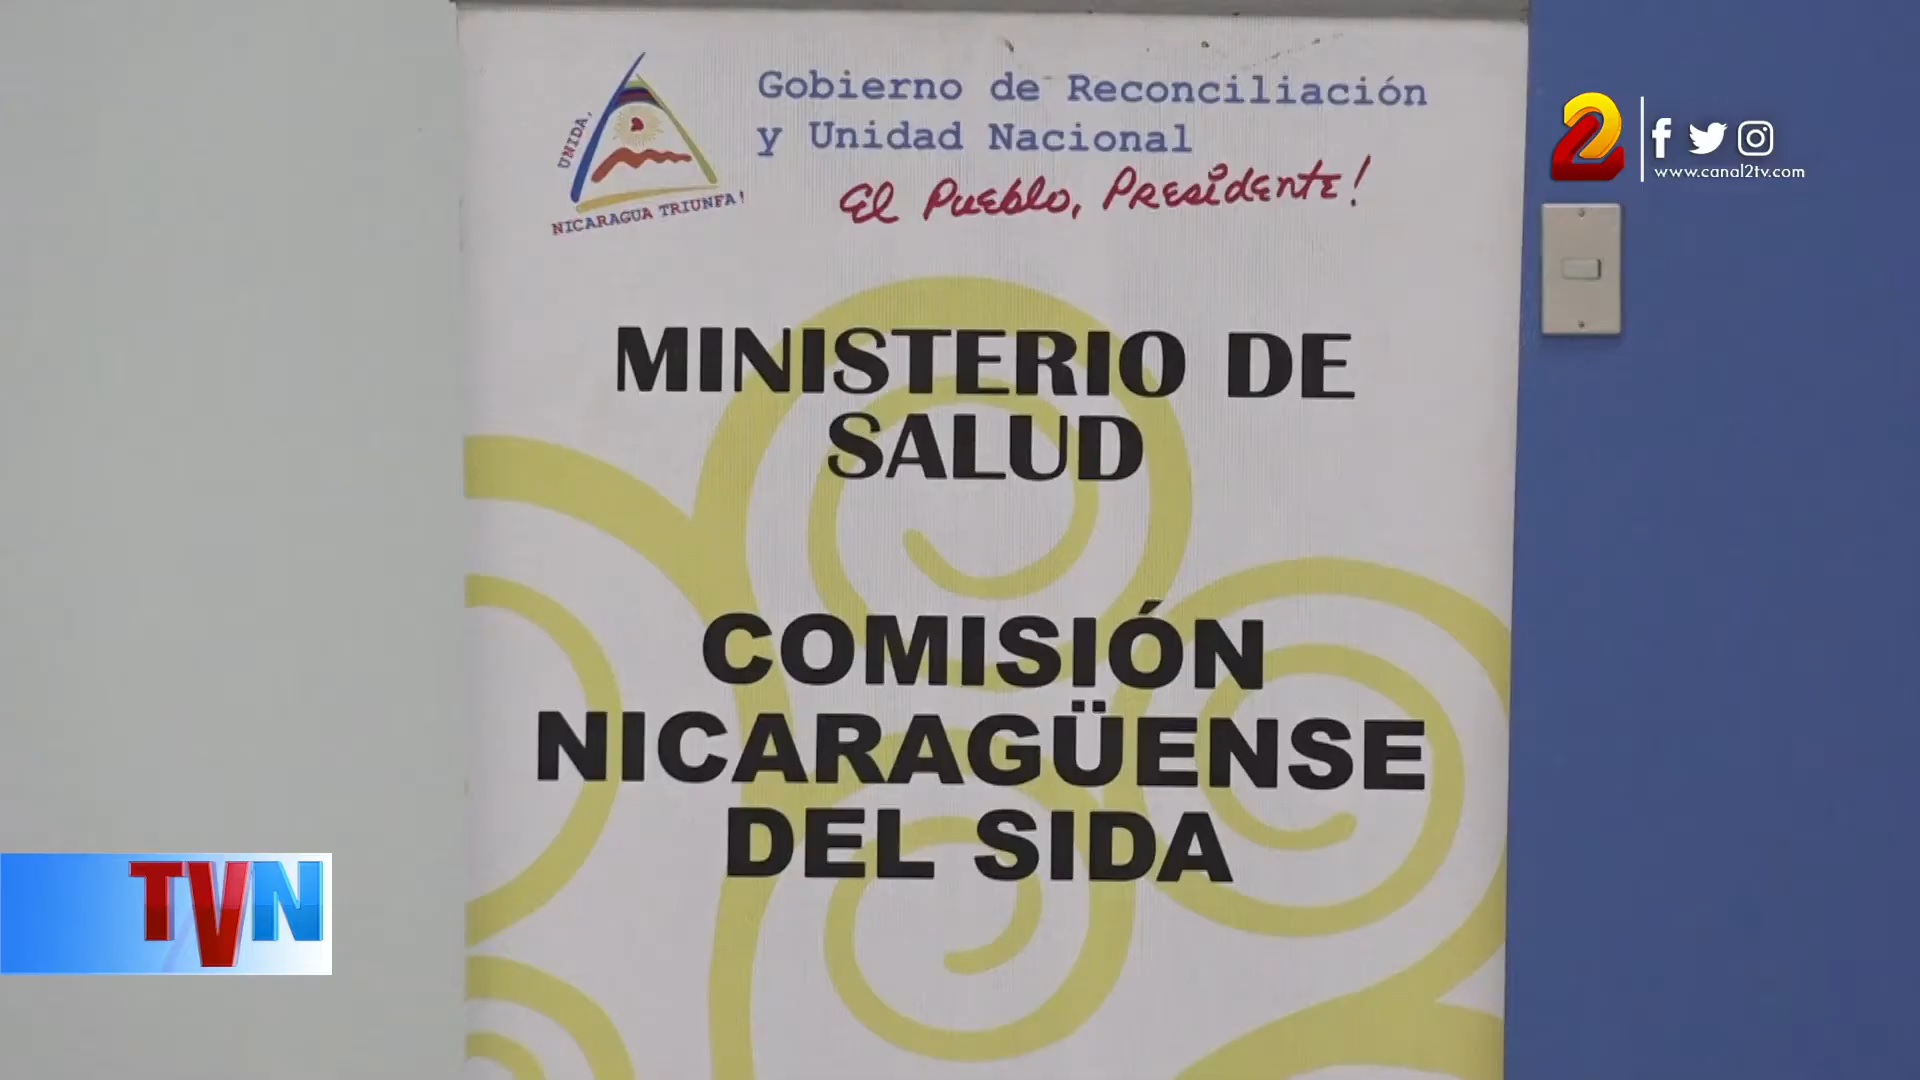 Gobierno de Reconciliación
y Unidad Nacional
El Pueblo, Presidente!
UNIDA,
NICARAGUA TRIUNFA!
MINISTERIO DE
SALUD
COMISIÓN
NICARAGÜENSE
DEL SIDA
2
www.canal2tv.com
TVN